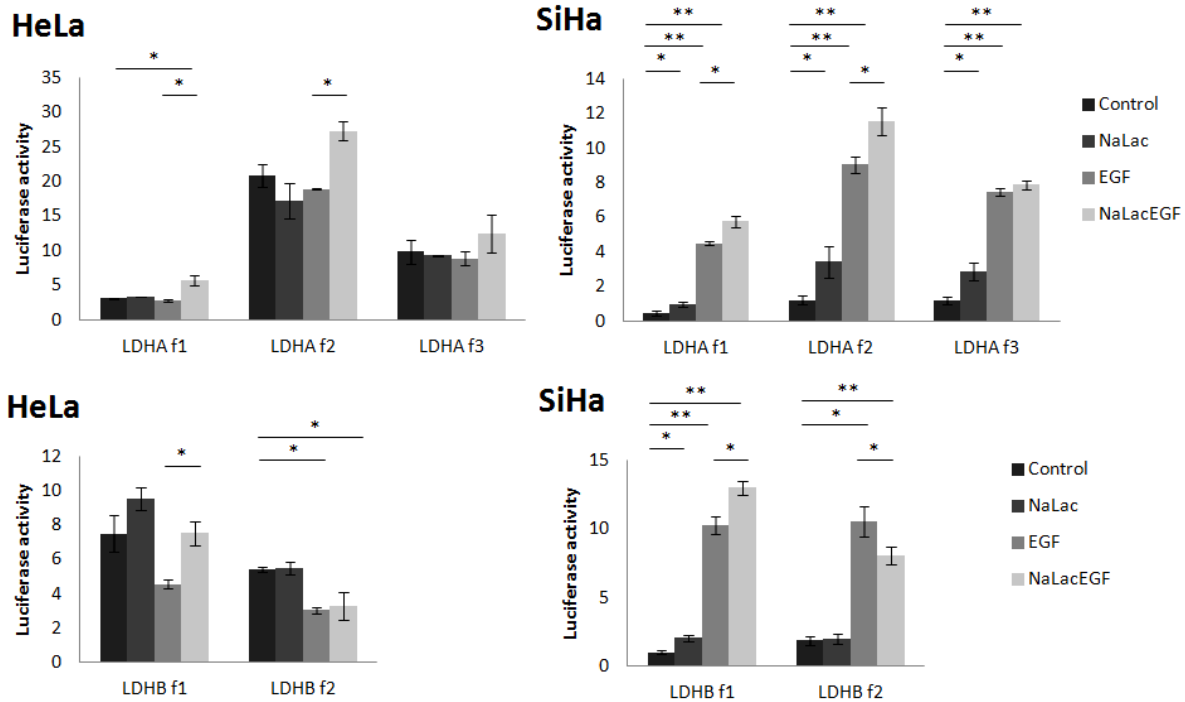 HeLa
* 
*
*
35
30
25
20
15
10
5
0
Luciferase activity
LDHA f1 LDHA f2 LDHA f3
SiHa
** ** **
** ** **
* * * * *
14
12
10
8
6
4
2
0
Luciferase activity
LDHA f1 LDHA f2 LDHA f3
Control
NaLac
EGF
NaLacEGF
HeLa
*
* *
12
10
8
6
4
2
0
Luciferase activity
LDHB f1 LDHB f2
SiHa
** **
** *
* * *
15
10
5
0
Luciferase activity
LDHB f1 LDHB f2
Control
NaLac
EGF
NaLacEGF